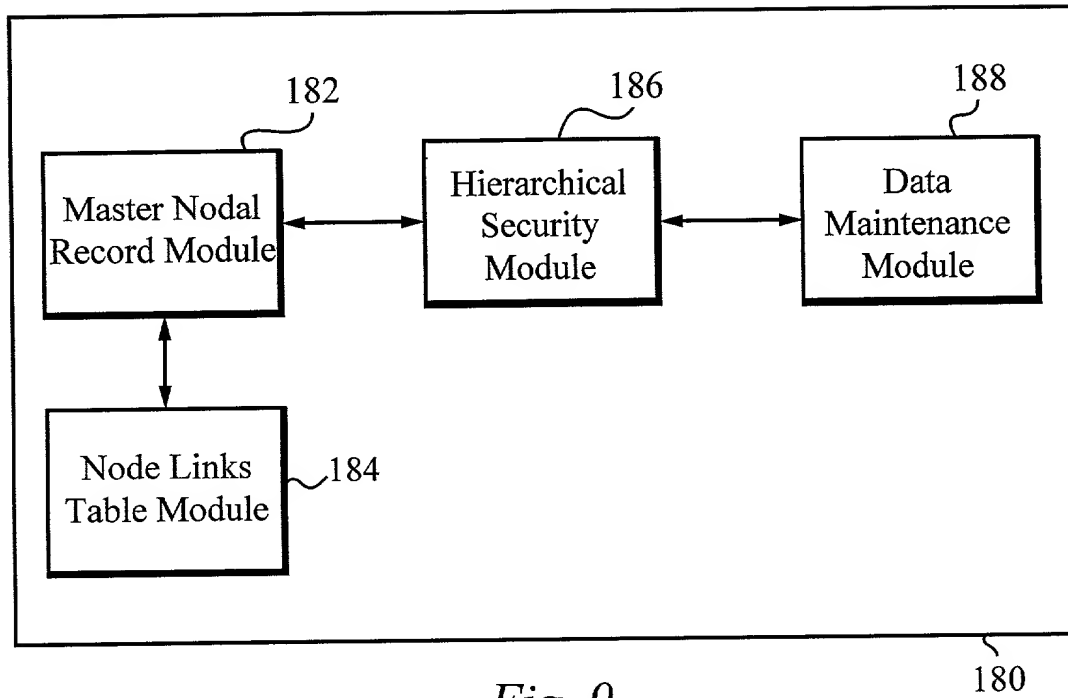 182
186
188
Master Nodal
Record Module
Hierarchical
Security
Module
Data
Maintenance
Module
Node Links
Table Module
184
180